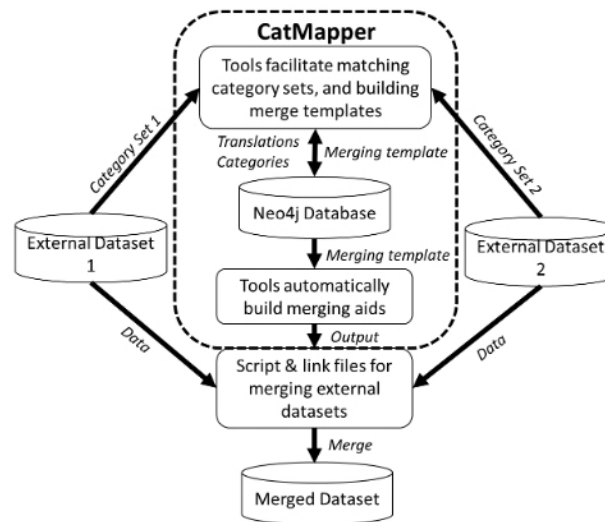 CatMapper
Tools facilitate matching
category sets, and building
merge templates
Category Set 1
Category Set 2
Translations
Categories
Merging template
Neo4j Database
External Dataset
1
External Dataset
2
Merging template
Tools automatically
build merging aids
Data
Data
Output
Script & link files for
merging external
datasets
Merge
Merged Dataset